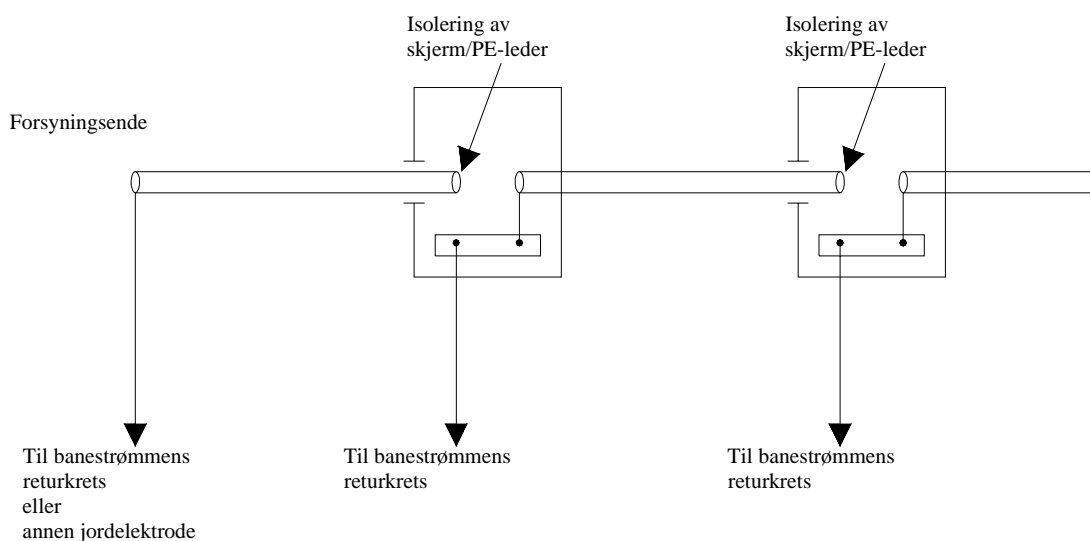 Isolering av
skjerm/PE-leder
Isolering av
skjerm/PE-leder
Forsyningsende
Til banestrømmens
returkrets
eller
annen jordelektrode
Til banestrømmens
returkrets
Til banestrømmens
returkrets